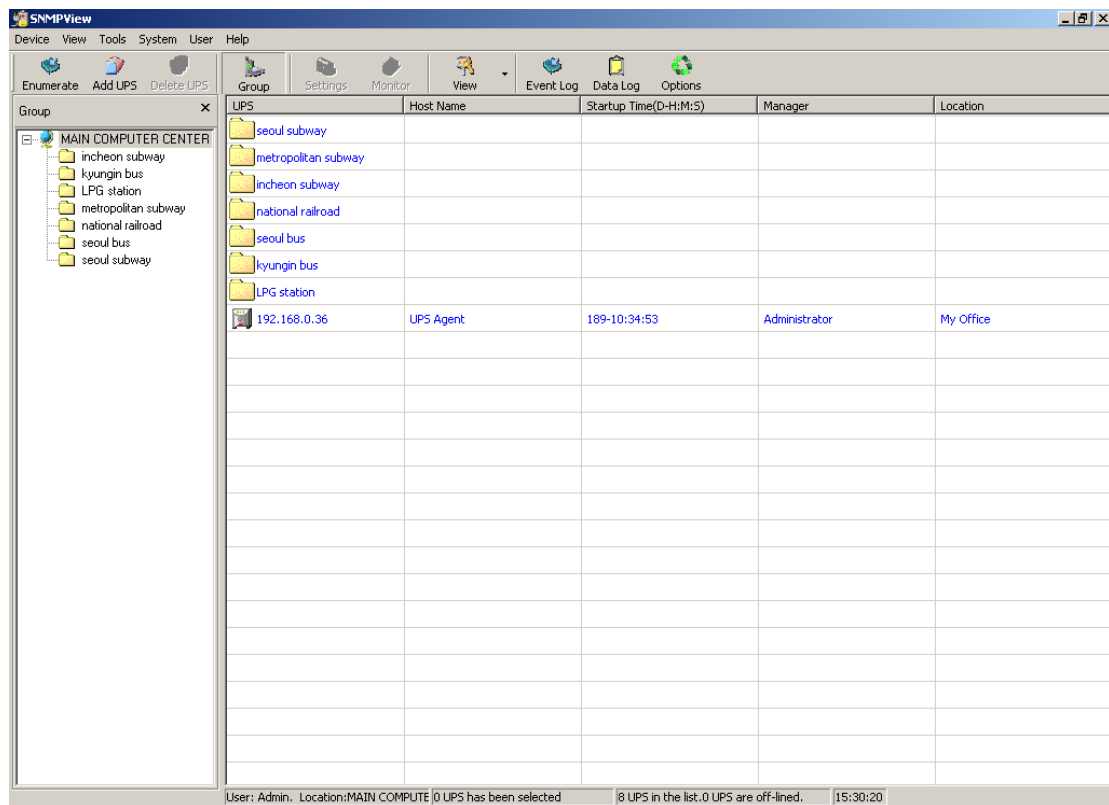 SNMPView
Device View Tools System User Help
Enumerate Add UPS Delete UPS Group Settings Monitor View Event Log Data Log Options
Group
MAIN COMPUTER CENTER
incheon subway
kyungin bus
LPG station
metropolitan subway
national railroad
seoul bus
seoul subway
UPS Host Name Startup Time(D-H:M:S) Manager Location
seoul subway
metropolitan subway
incheon subway
national railroad
seoul bus
kyungin bus
LPG station
192.168.0.36 UPS Agent 189-10:34:53 Administrator My Office
User: Admin. Location:MAIN COMPUTE 0 UPS has been selected 8 UPS in the list.0 UPS are off-lined. 15:30:20